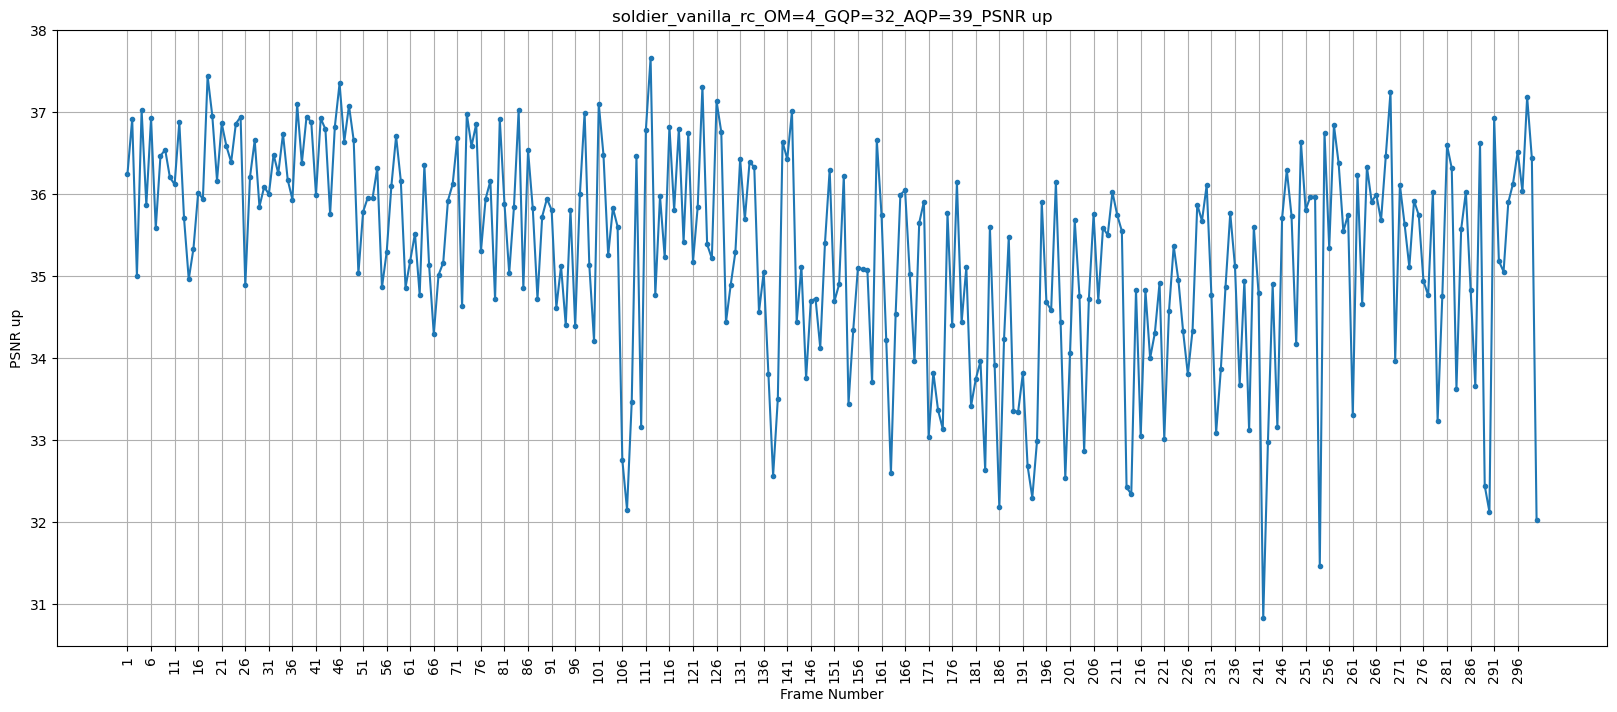 soldier_vanilla_rc_OM=4_GQP=32_AQP=39_PSNR up
38
37
36
35
34
33
32
31
PSNR up
1 6 11 16 21 26 31 36 41 46 51 56 61 66 71 76 81 86 91 96 101 106 111 116 121 126 131 136 141 146 151 156 161 166 171 176 181 186 191 196 201 206 211 216 221 226 231 236 241 246 251 256 261 266 271 276 281 286 291 296
Frame Number